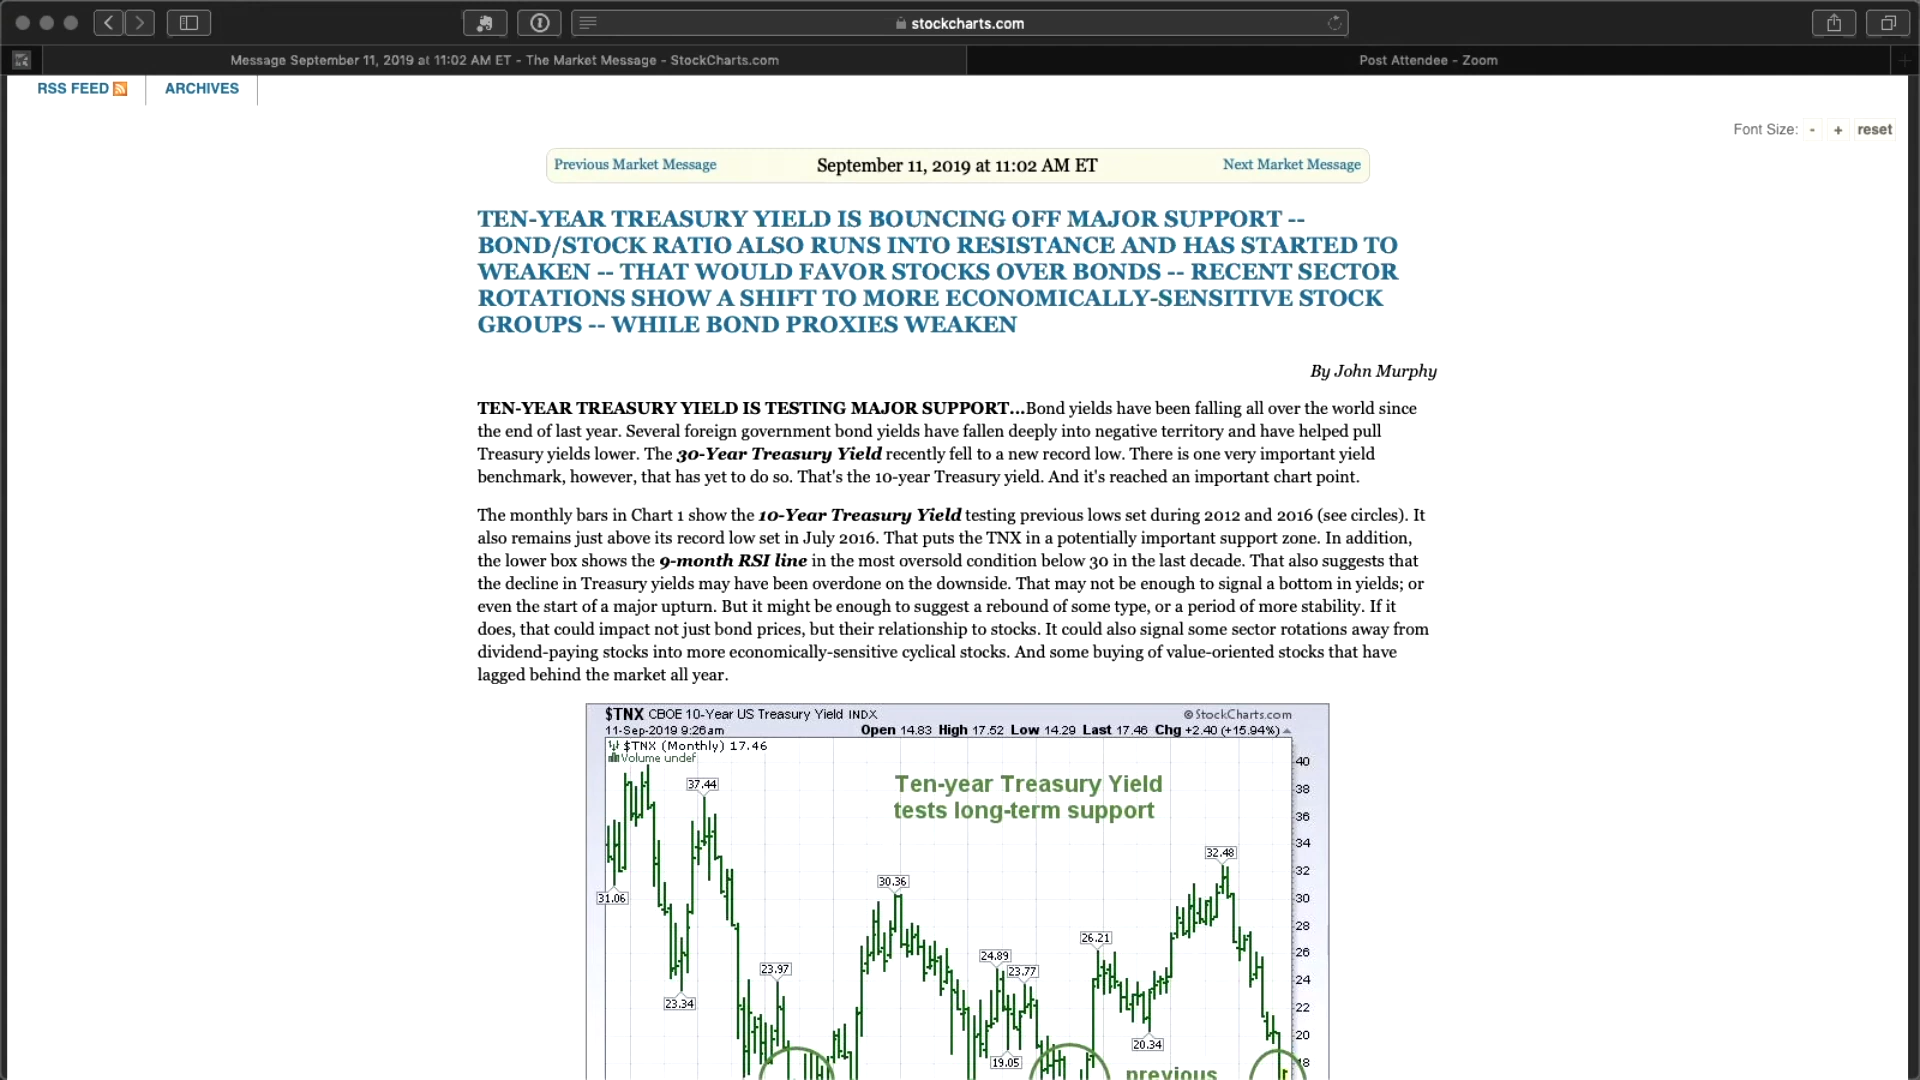 stockcharts.com
Message September 11, 2019 at 11:02 AM ET - The Market Message - StockCharts.com
Post Attendee - Zoom
RSS FEED
ARCHIVES
Font Size: - + reset
Previous Market Message
September 11, 2019 at 11:02 AM ET
Next Market Message
TEN-YEAR TREASURY YIELD IS BOUNCING OFF MAJOR SUPPORT --
BOND/STOCK RATIO ALSO RUNS INTO RESISTANCE AND HAS STARTED TO
WEAKEN -- THAT WOULD FAVOR STOCKS OVER BONDS -- RECENT SECTOR
ROTATIONS SHOW A SHIFT TO MORE ECONOMICALLY-SENSITIVE STOCK
GROUPS -- WHILE BOND PROXIES WEAKEN
By John Murphy
TEN-YEAR TREASURY YIELD IS TESTING MAJOR SUPPORT...Bond yields have been falling all over the world since
the end of last year. Several foreign government bond yields have fallen deeply into negative territory and have helped pull
Treasury yields lower. The 30-Year Treasury Yield recently fell to a new record low. There is one very important yield
benchmark, however, that has yet to do so. That's the 10-year Treasury yield. And it's reached an important chart point.
The monthly bars in Chart 1 show the 10-Year Treasury Yield testing previous lows set during 2012 and 2016 (see circles). It
also remains just above its record low set in July 2016. That puts the TNX in a potentially important support zone. In addition,
the lower box shows the 9-month RSI line in the most oversold condition below 30 in the last decade. That also suggests that
the decline in Treasury yields may have been overdone on the downside. That may not be enough to signal a bottom in yields; or
even the start of a major upturn. But it might be enough to suggest a rebound of some type, or a period of more stability. If it
does, that could impact not just bond prices, but their relationship to stocks. It could also signal some sector rotations away from
dividend-paying stocks into more economically-sensitive cyclical stocks. And some buying of value-oriented stocks that have
lagged behind the market all year.
$TNX CBOE 10-Year US Treasury Yield INDX
© StockCharts.com
11-Sep-2019 9:26am
Open 14.83 High 17.52 Low 14.29 Last 17.46 Chg +2.40 (+15.94%)
$TNX (Monthly) 17.46
Volume undef
Ten-year Treasury Yield
tests long-term support
40
38
36
34
32
30
28
26
24
22
20
18
37.44
32.48
30.36
31.06
26.21
24.89
23.97
23.77
23.34
20.34
19.05
previous